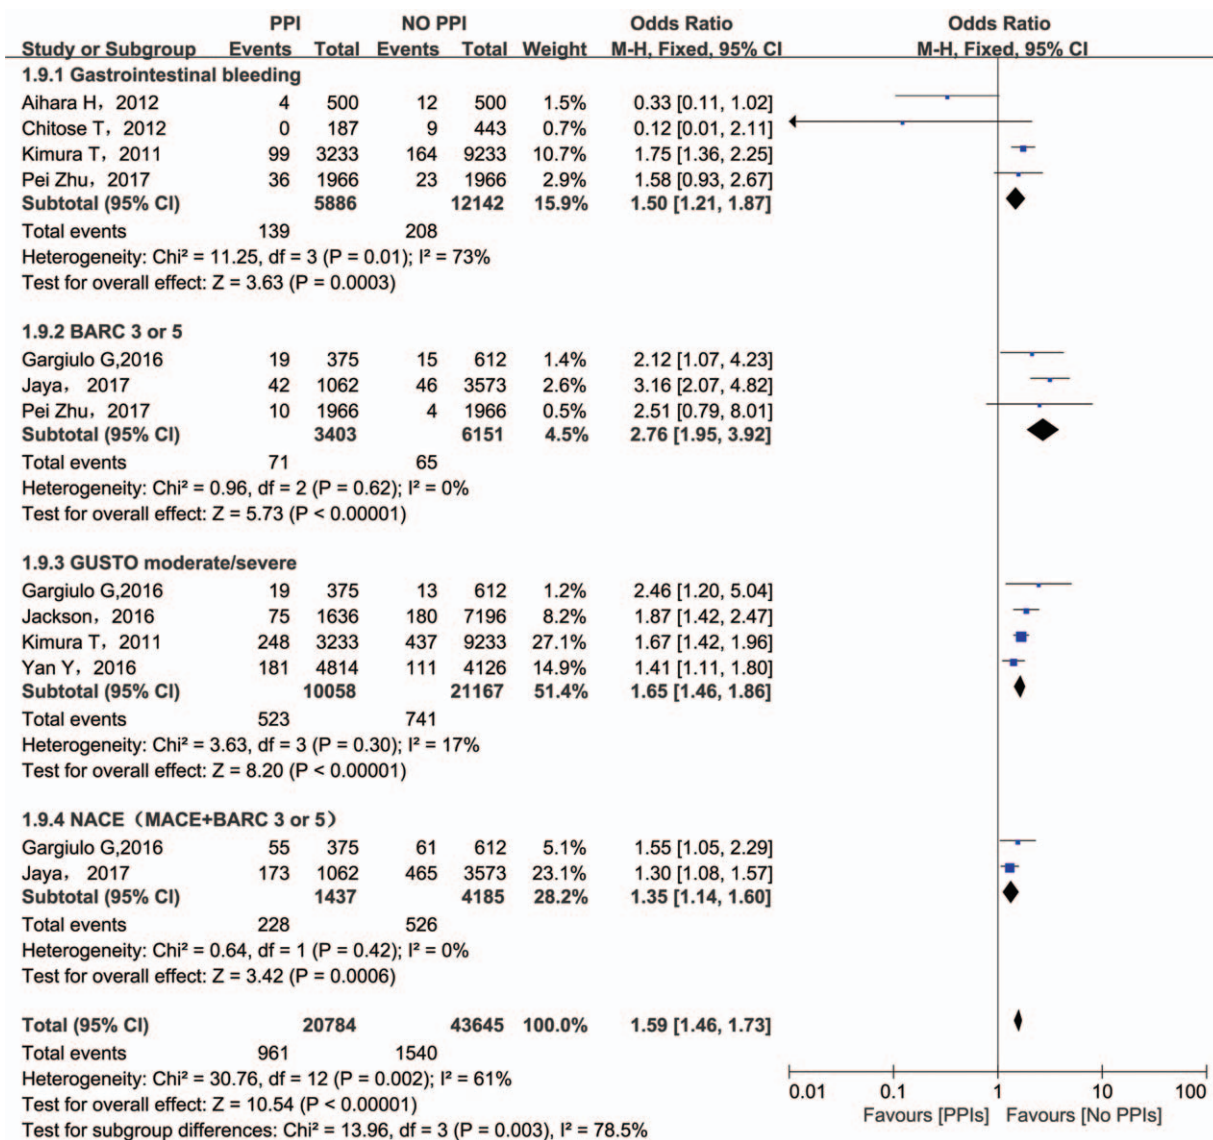 PPI NO PPI Odds Ratio Odds Ratio
Study or Subgroup Events Total Events Total Weight M-H, Fixed, 95% CI M-H, Fixed, 95% CI
1.9.1 Gastrointestinal bleeding
Aihara H，2012 4 500 12 500 1.5% 0.33 [0.11, 1.02]
Chitose T，2012 0 187 9 443 0.7% 0.12 [0.01, 2.11]
Kimura T，2011 99 3233 164 9233 10.7% 1.75 [1.36, 2.25]
Pei Zhu，2017 36 1966 23 1966 2.9% 1.58 [0.93, 2.67]
Subtotal (95% CI) 5886 12142 15.9% 1.50 [1.21, 1.87]
Total events 139 208
Heterogeneity: Chi² = 11.25, df = 3 (P = 0.01); I² = 73%
Test for overall effect: Z = 3.63 (P = 0.0003)
1.9.2 BARC 3 or 5
Gargiulo G,2016 19 375 15 612 1.4% 2.12 [1.07, 4.23]
Jaya，2017 42 1062 46 3573 2.6% 3.16 [2.07, 4.82]
Pei Zhu，2017 10 1966 4 1966 0.5% 2.51 [0.79, 8.01]
Subtotal (95% CI) 3403 6151 4.5% 2.76 [1.95, 3.92]
Total events 71 65
Heterogeneity: Chi² = 0.96, df = 2 (P = 0.62); I² = 0%
Test for overall effect: Z = 5.73 (P < 0.00001)
1.9.3 GUSTO moderate/severe
Gargiulo G,2016 19 375 13 612 1.2% 2.46 [1.20, 5.04]
Jackson，2016 75 1636 180 7196 8.2% 1.87 [1.42, 2.47]
Kimura T，2011 248 3233 437 9233 27.1% 1.67 [1.42, 1.96]
Yan Y，2016 181 4814 111 4126 14.9% 1.41 [1.11, 1.80]
Subtotal (95% CI) 10058 21167 51.4% 1.65 [1.46, 1.86]
Total events 523 741
Heterogeneity: Chi² = 3.63, df = 3 (P = 0.30); I² = 17%
Test for overall effect: Z = 8.20 (P < 0.00001)
1.9.4 NACE（MACE+BARC 3 or 5）
Gargiulo G,2016 55 375 61 612 5.1% 1.55 [1.05, 2.29]
Jaya，2017 173 1062 465 3573 23.1% 1.30 [1.08, 1.57]
Subtotal (95% CI) 1437 4185 28.2% 1.35 [1.14, 1.60]
Total events 228 526
Heterogeneity: Chi² = 0.64, df = 1 (P = 0.42); I² = 0%
Test for overall effect: Z = 3.42 (P = 0.0006)
Total (95% CI) 20784 43645 100.0% 1.59 [1.46, 1.73]
Total events 961 1540
Heterogeneity: Chi² = 30.76, df = 12 (P = 0.002); I² = 61%
Test for overall effect: Z = 10.54 (P < 0.00001)
Test for subgroup differences: Chi² = 13.96, df = 3 (P = 0.003), I² = 78.5%
0.01 0.1 1 10 100
Favours [PPIs] Favours [No PPIs]